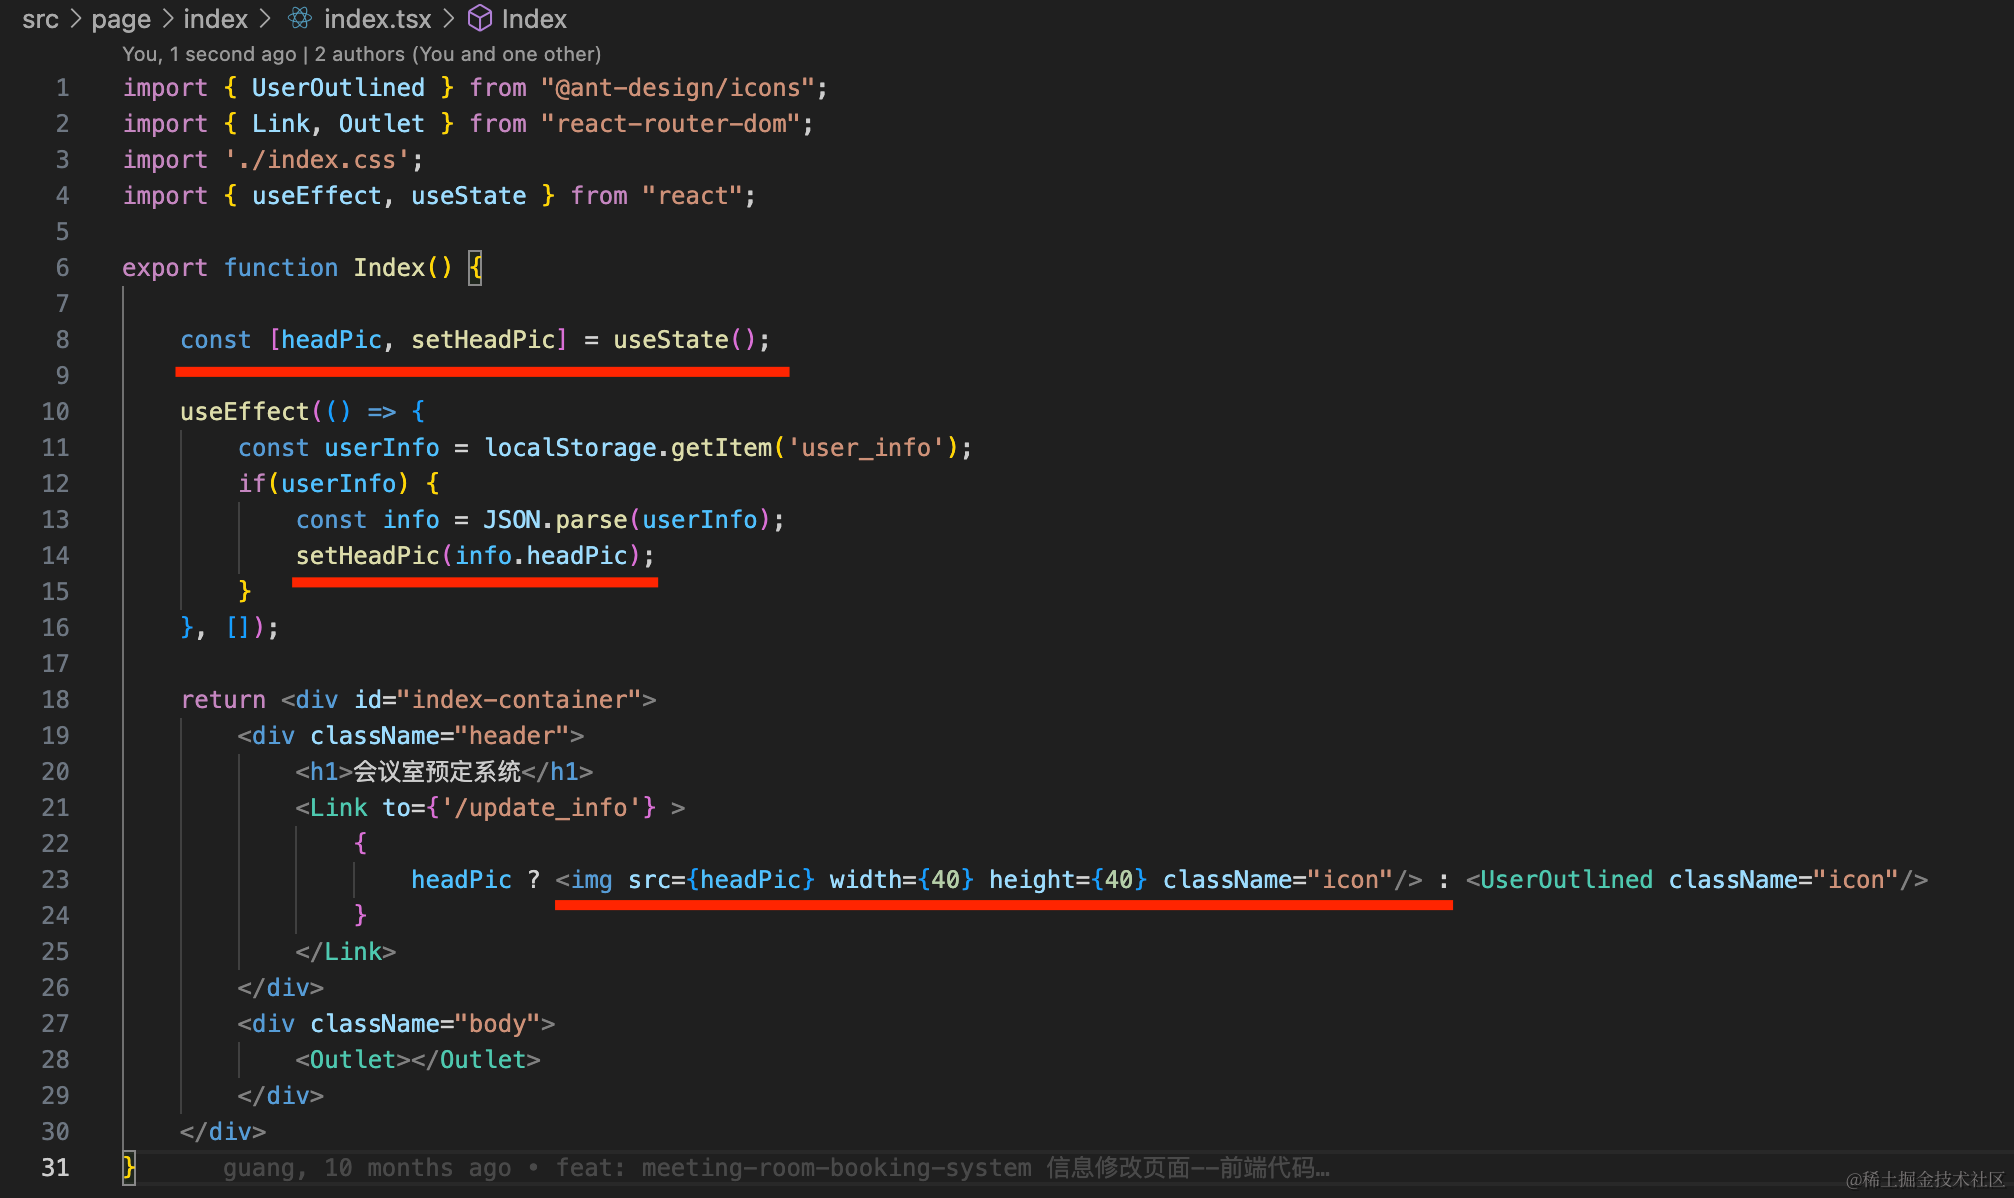 src > page > index > index.tsx > Index
You, 1 second ago | 2 authors (You and one other)
1 import { UserOutlined } from "@ant-design/icons";
2 import { Link, Outlet } from "react-router-dom";
3 import './index.css';
4 import { useEffect, useState } from "react";
5
6 export function Index() {
7
8     const [headPic, setHeadPic] = useState();
9
10     useEffect(() => {
11         const userInfo = localStorage.getItem('user_info');
12         if(userInfo) {
13             const info = JSON.parse(userInfo);
14             setHeadPic(info.headPic);
15         }
16     }, []);
17
18     return <div id="index-container">
19         <div className="header">
20             <h1>会议室预定系统</h1>
21             <Link to={'/update_info'} >
22                 {
23                     headPic ? <img src={headPic} width={40} height={40} className="icon"/> : <UserOutlined className="icon"/>
24                 }
25             </Link>
26         </div>
27         <div className="body">
28             <Outlet></Outlet>
29         </div>
30     </div>
31 } guang, 10 months ago • feat: meeting-room-booking-system 信息修改页面--前端代码…
@稀土掘金技术社区